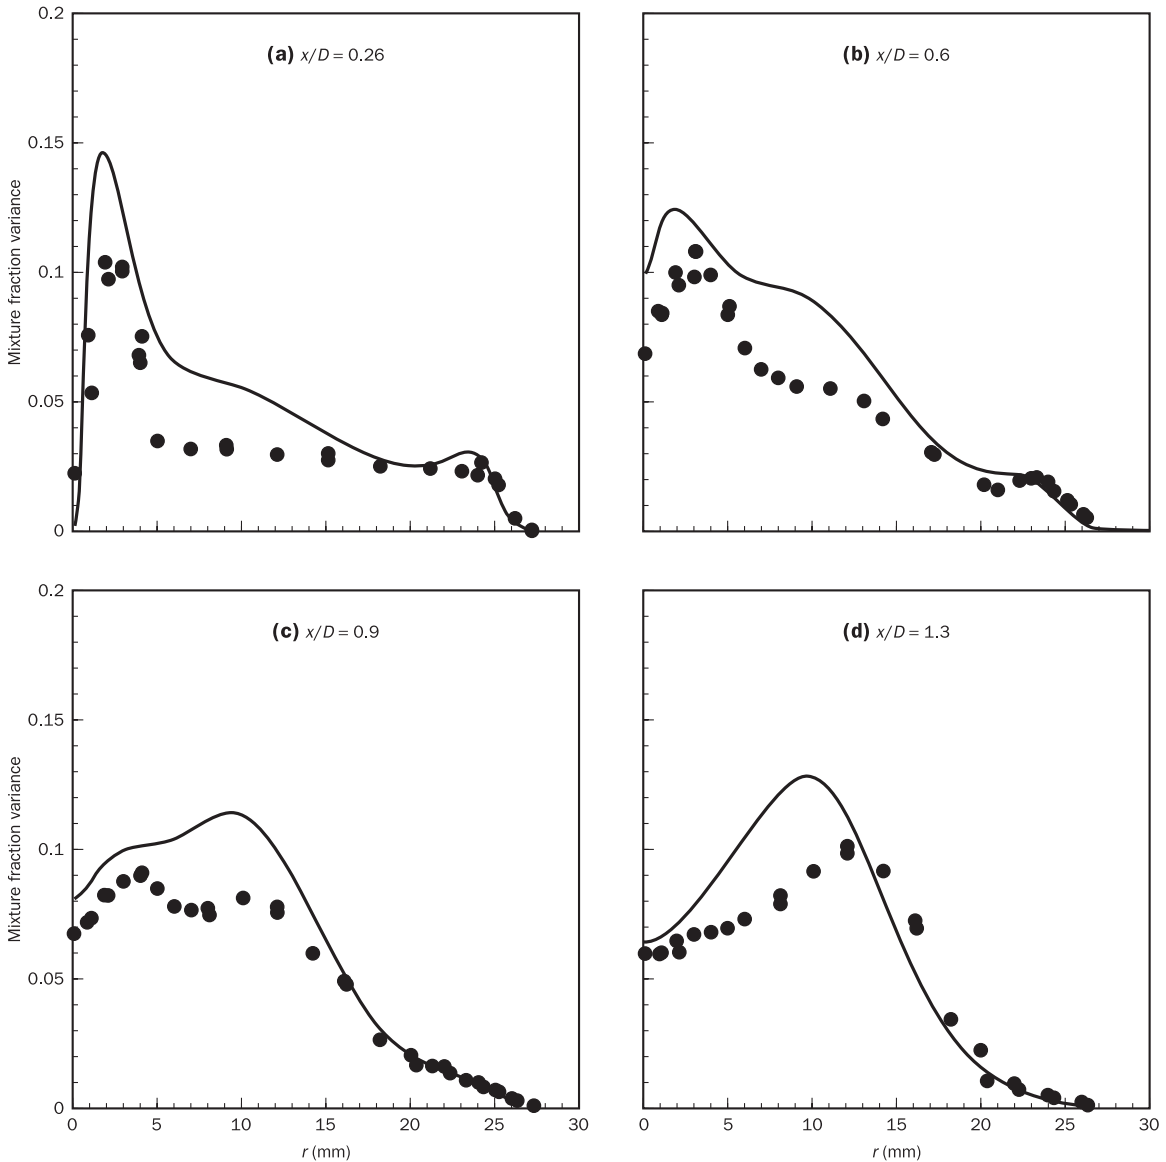 0.2
0.15
0.1
0.05
0
Mixture fraction variance
(a) x/D = 0.26
(b) x/D = 0.6
0.2
0.15
0.1
0.05
0
Mixture fraction variance
(c) x/D = 0.9
(d) x/D = 1.3
0 5 10 15 20 25 30
r (mm)
0 5 10 15 20 25 30
r (mm)